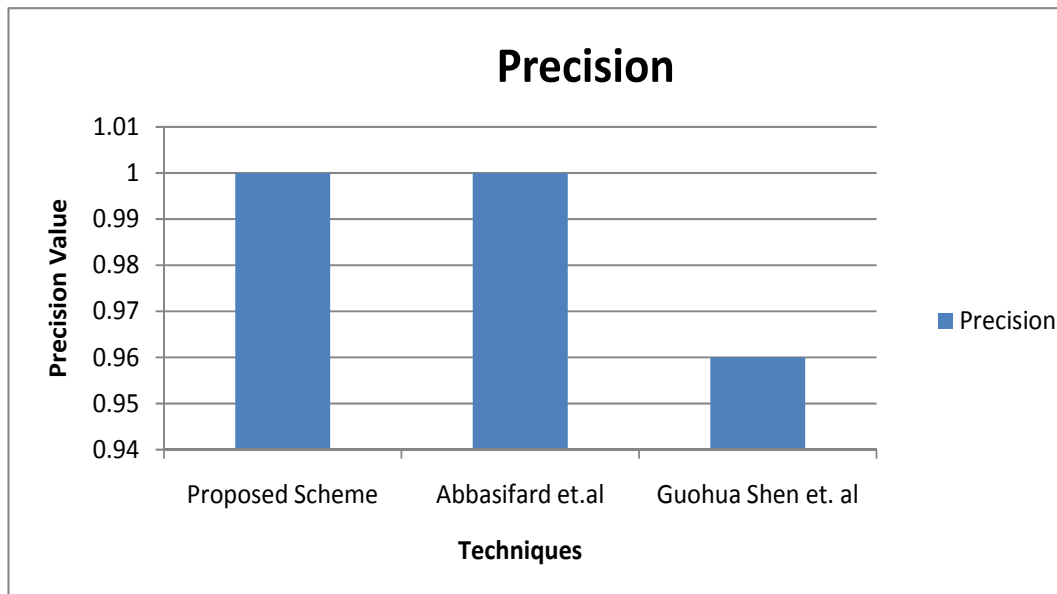 Precision
1.01
1
0.99
0.98
0.97
0.96
0.95
0.94
Precision Value
Proposed Scheme
Abbasifard et.al
Guohua Shen et. al
Techniques
Precision